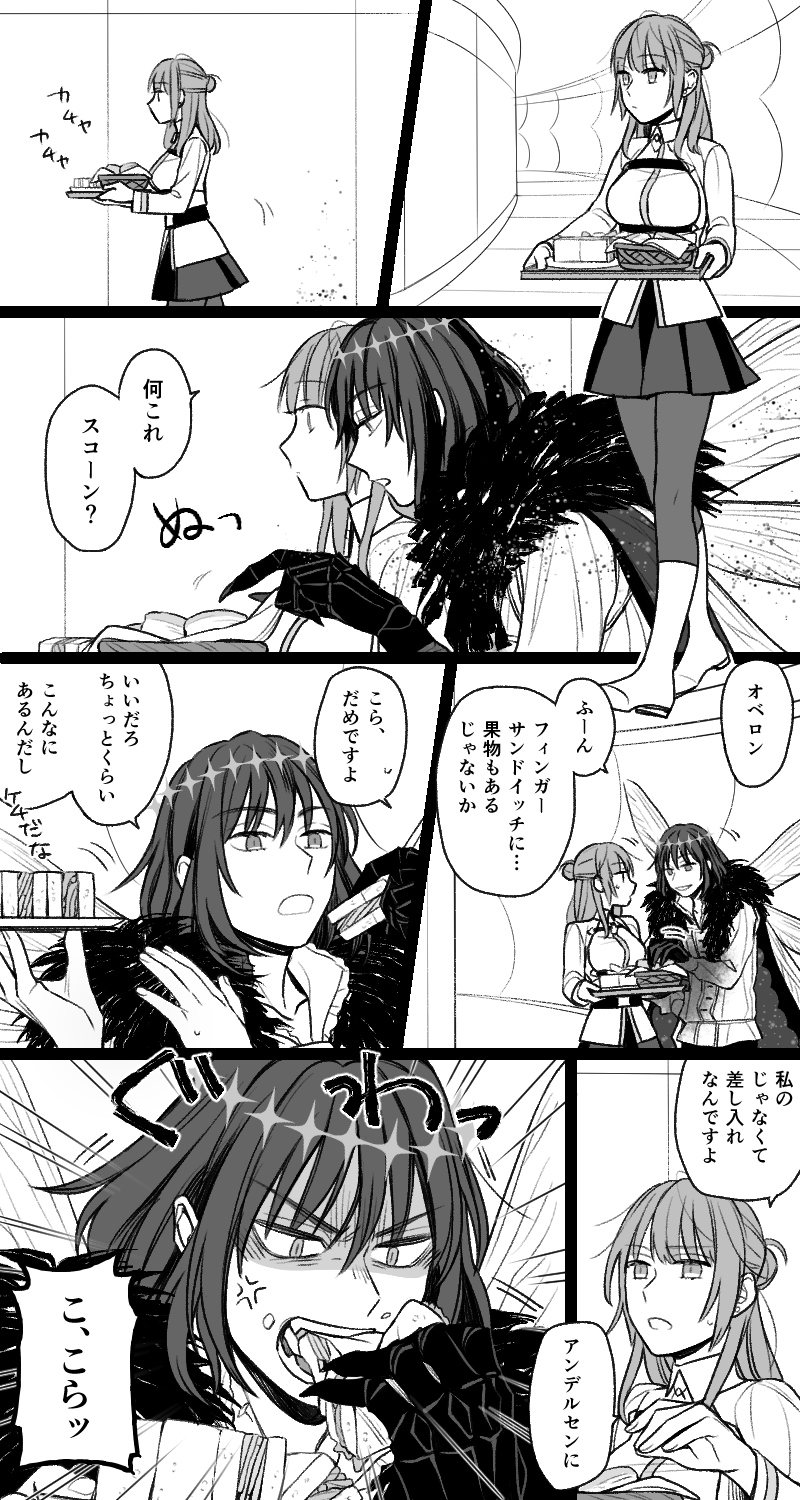 カチャ
カチャ
何これ
スコーン?
ぬっ
オベロン
ふーん
フィンガー
サンドイッチに…
果物もある
じゃないか
こら、
だめですよ
いいだろ
ちょっとくらい
こんなに
あるんだし
ケチだな
私の
じゃなくて
差し入れ
なんですよ
アンデルセンに
ぐわっ
こ、こらッ